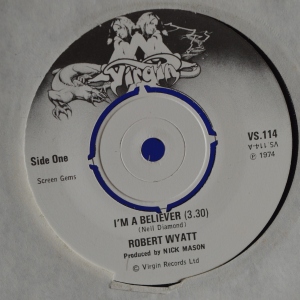 Virgin
VS.114
VS 114-A
Side One
℗ 1974
Screen Gems
I'M A BELIEVER (3.30)
(Neil Diamond)
ROBERT WYATT
Produced by NICK MASON
© Virgin Records Ltd